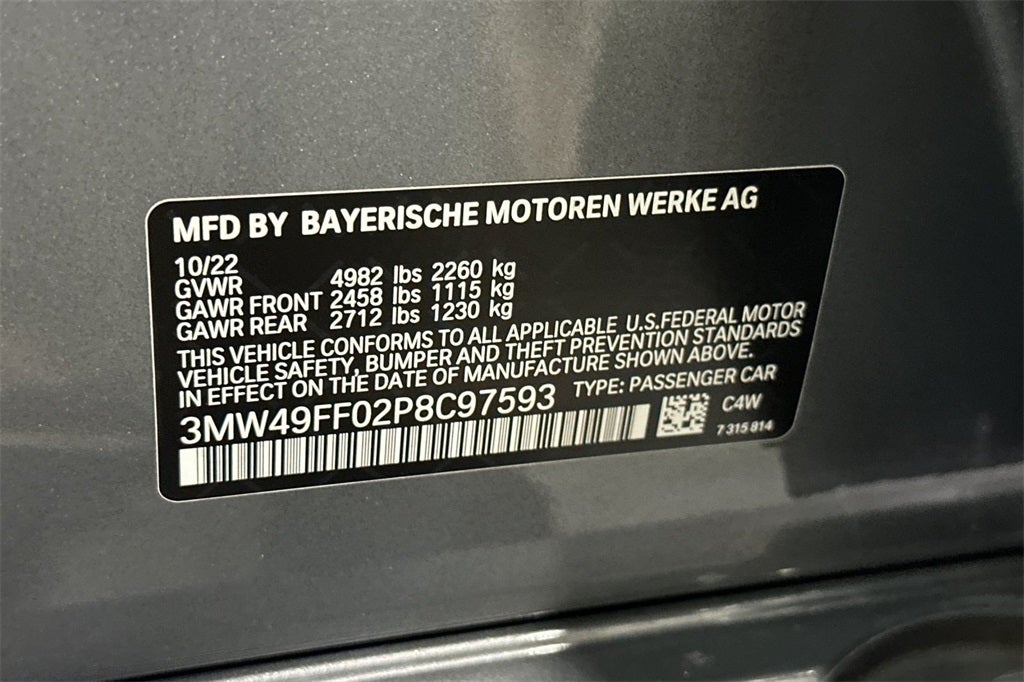 MFD BY BAYERISCHE MOTOREN WERKE AG
10/22
GVWR 4982 lbs 2260 kg
GAWR FRONT 2458 lbs 1115 kg
GAWR REAR 2712 lbs 1230 kg
THIS VEHICLE CONFORMS TO ALL APPLICABLE U.S.FEDERAL MOTOR
VEHICLE SAFETY, BUMPER AND THEFT PREVENTION STANDARDS
IN EFFECT ON THE DATE OF MANUFACTURE SHOWN ABOVE.
3MW49FF02P8C97593 TYPE: PASSENGER CAR
C4W
7 315 814